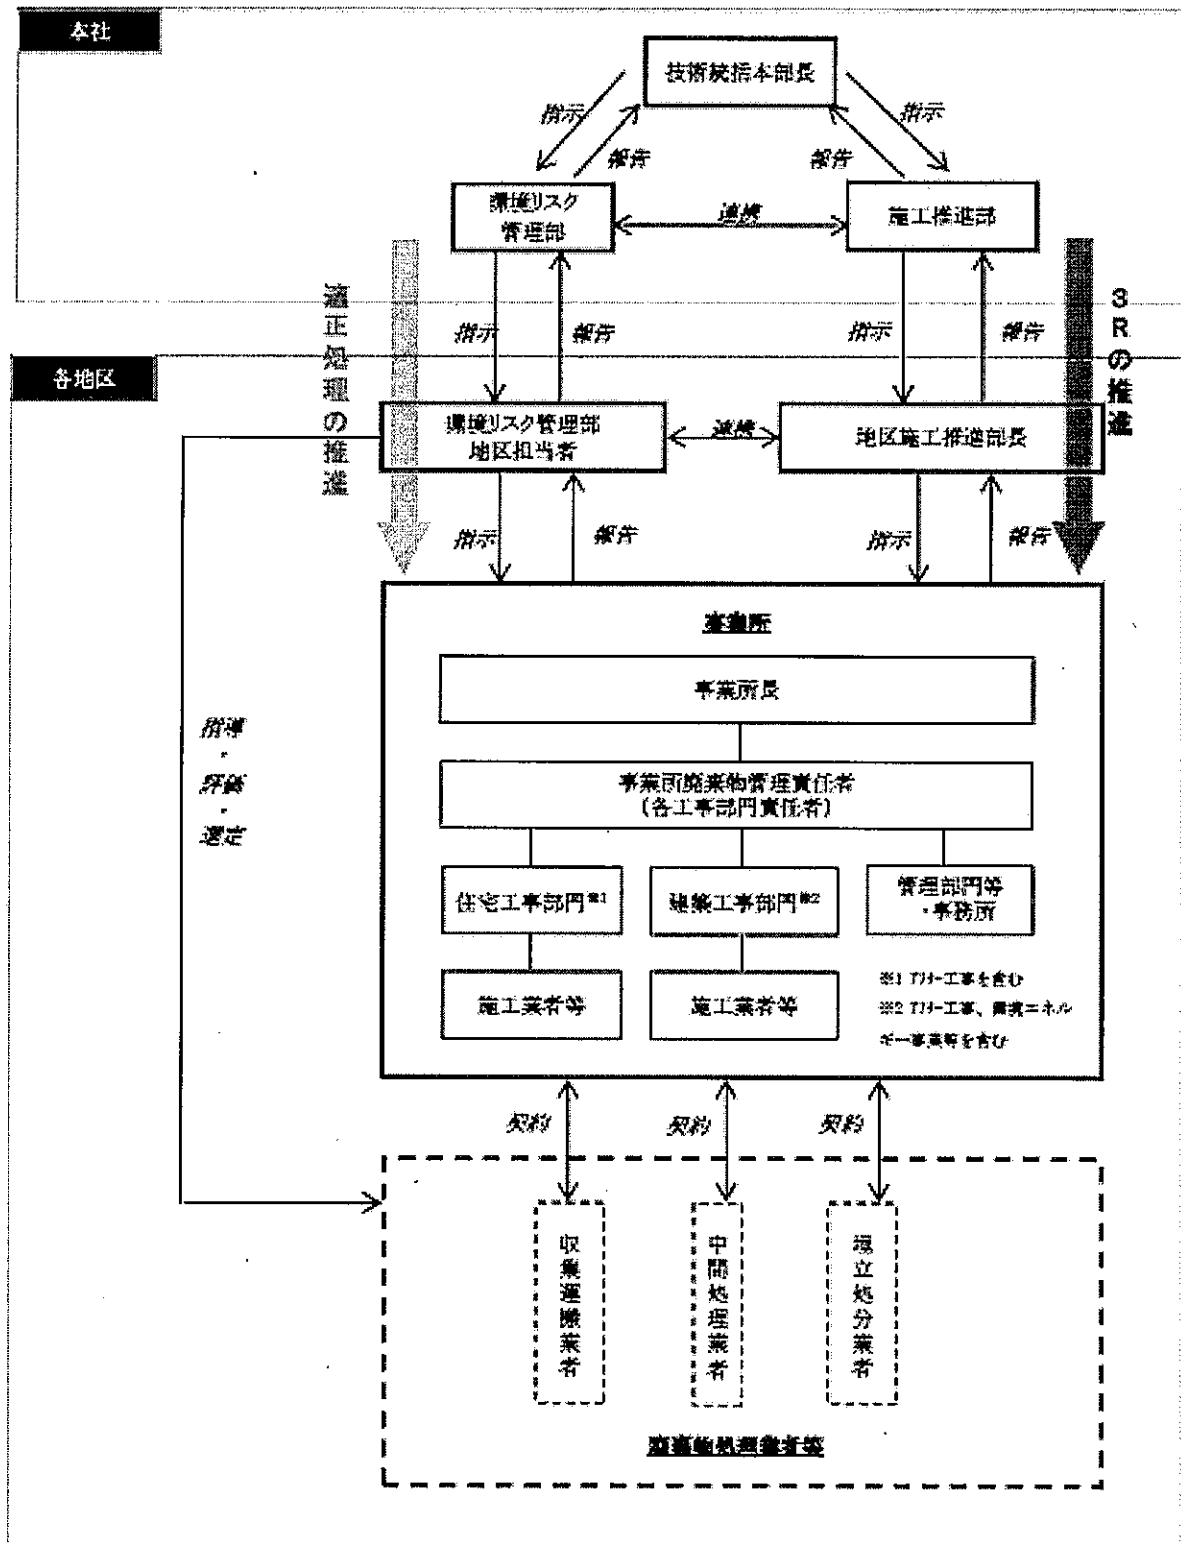 本社
技術統括本部長
指示
指示
報告
報告
環境リスク
管理部
連携
施工推進部
適正処理の推進
3Rの推進
指示
報告
指示
報告
各地区
環境リスク管理部
地区担当者
連携
地区施工推進部長
指示
報告
指示
報告
事業所
事業所長
指導・評価・選定
事業所廃棄物管理責任者
(各工事部門責任者)
住宅工事部門※1
建築工事部門※2
管理部門等
・事務所
施工業者等
施工業者等
※1 ｱﾌﾀｰ工事を含む
※2 ｱﾌﾀｰ工事、環境エネル
ギー事業等を含む
契約
契約
契約
収集運搬業者
中間処理業者
埋立処分業者
廃棄物処理業者等